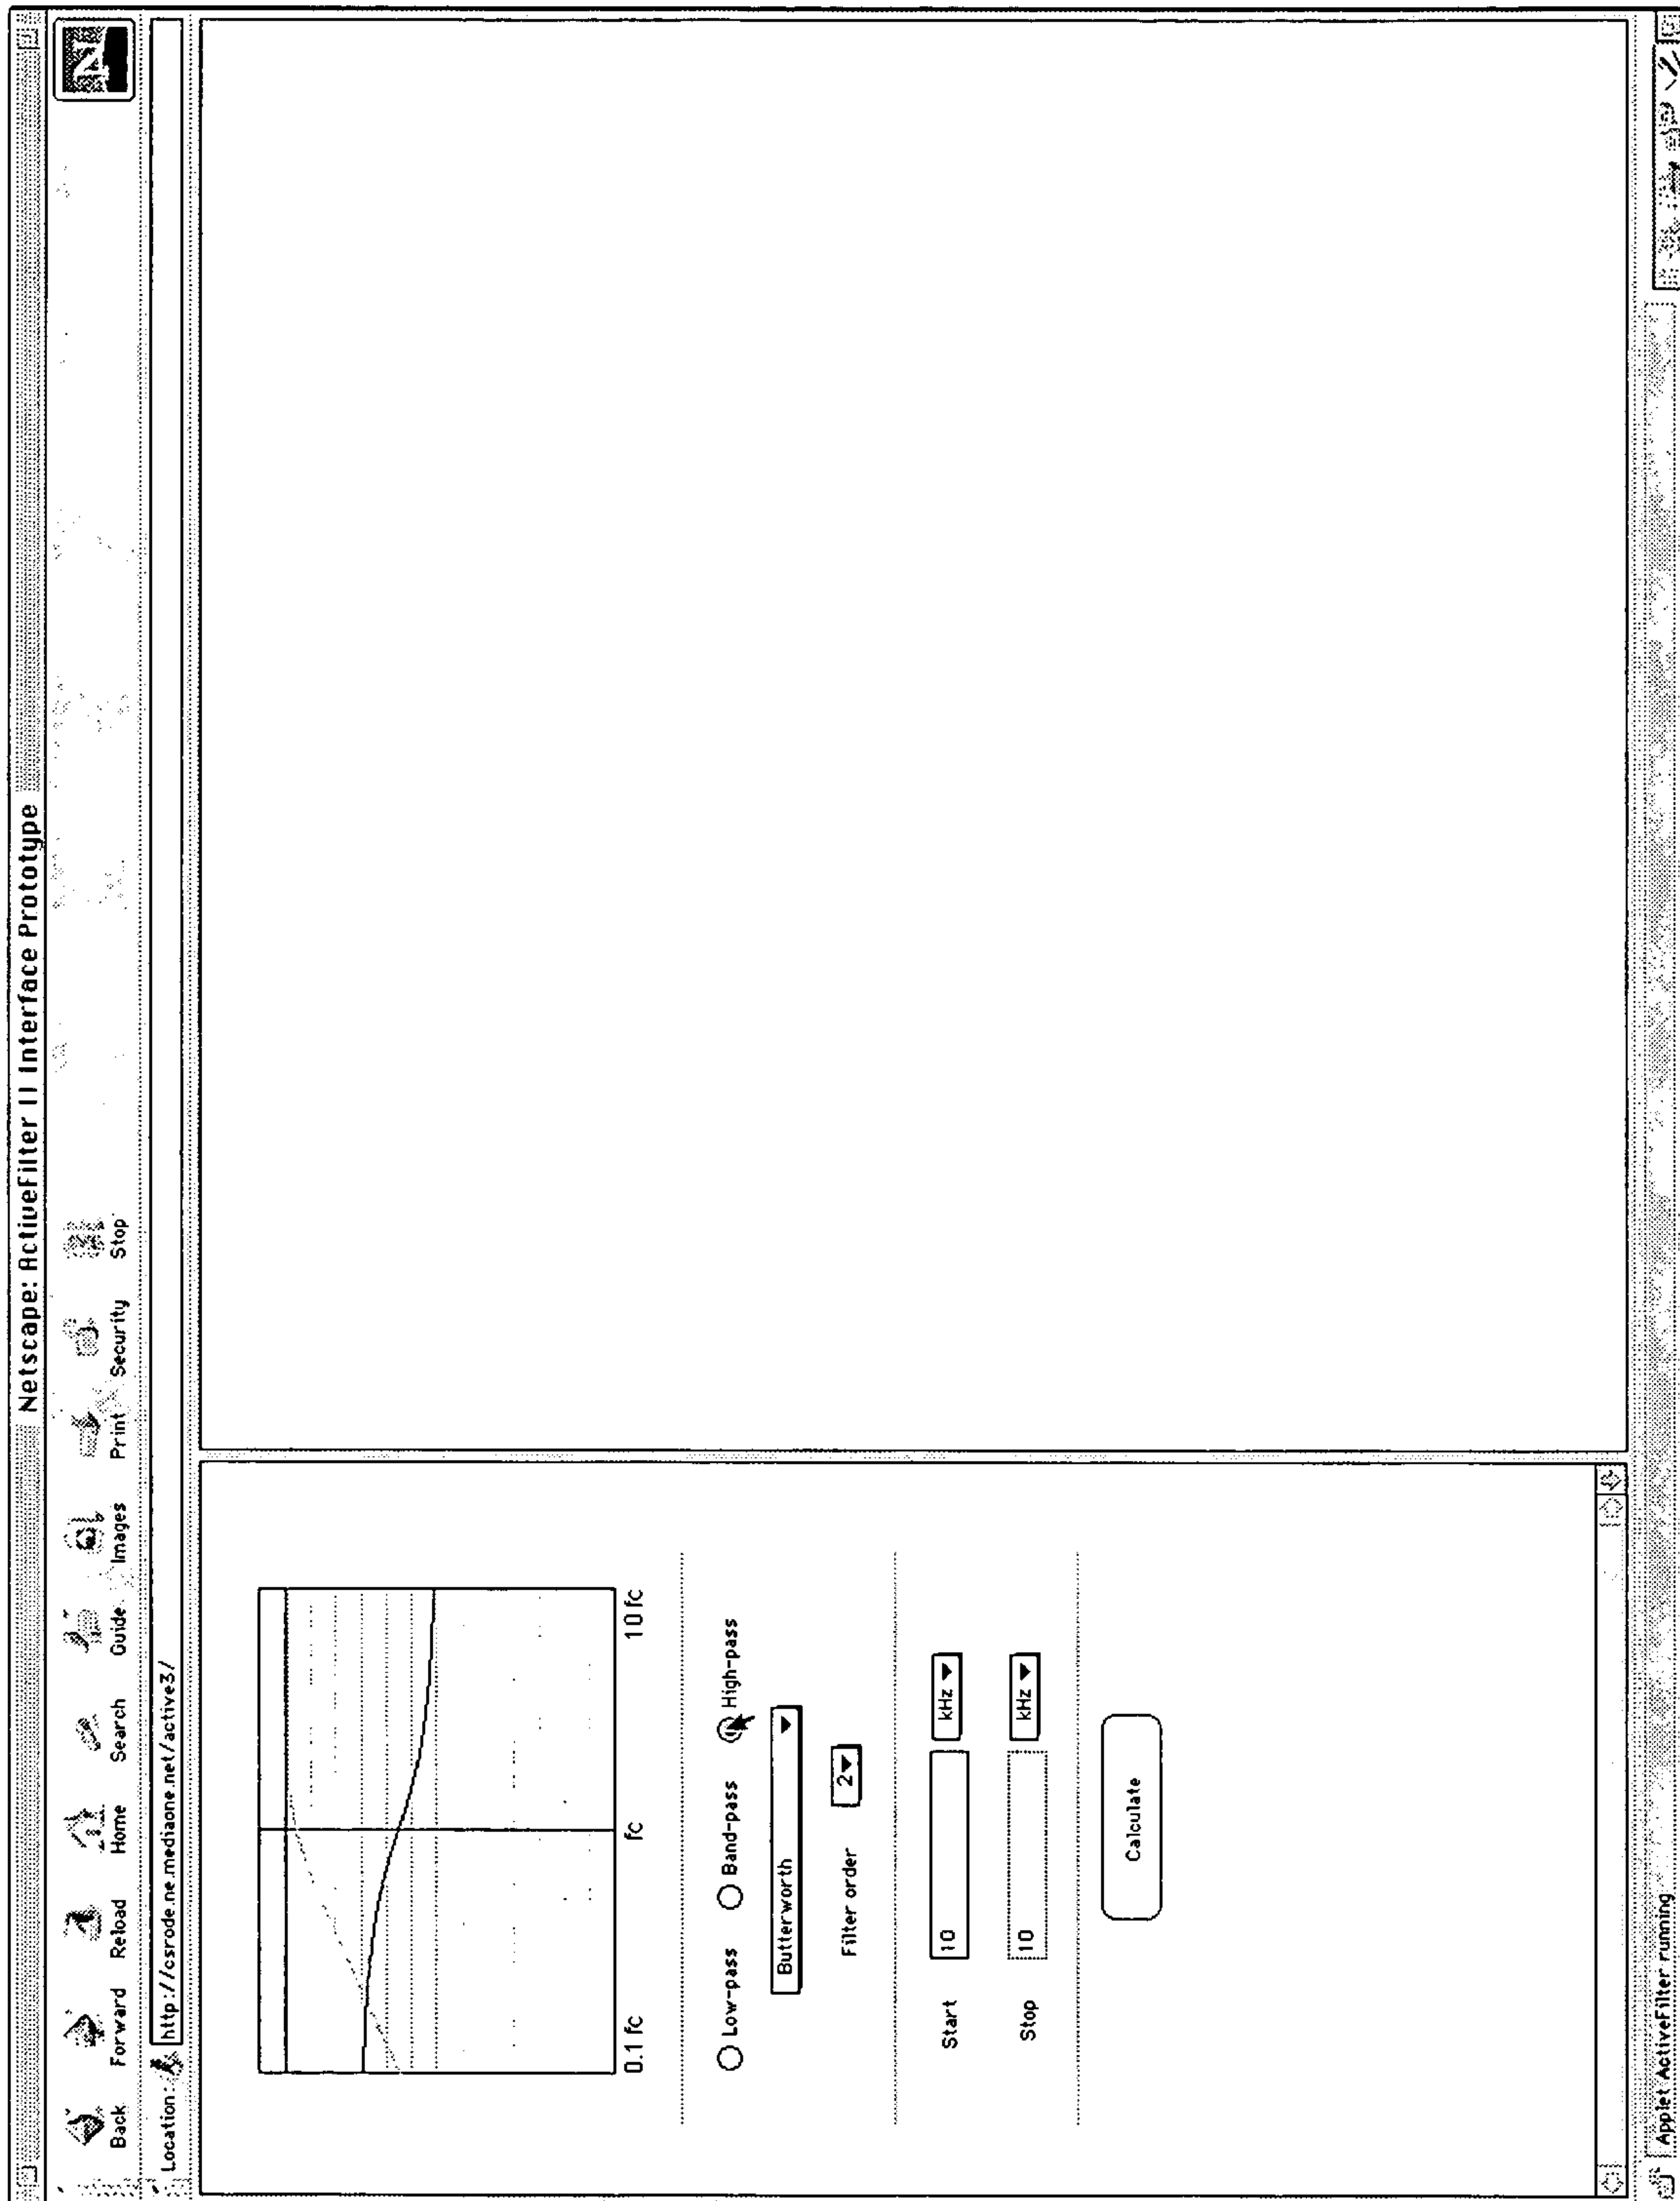 Netscape: ActiveFilter II Interface Prototype
Back Forward Reload Home Search Guide Images Print Security Stop
N
Location: http://csrode.ne.mediaone.net/active3/
0.1 fc fc 10 fc
Low-pass Band-pass High-pass
Butterworth
Filter order 2
Start 10 kHz
Stop 10 kHz
Calculate
Applet ActiveFilter running